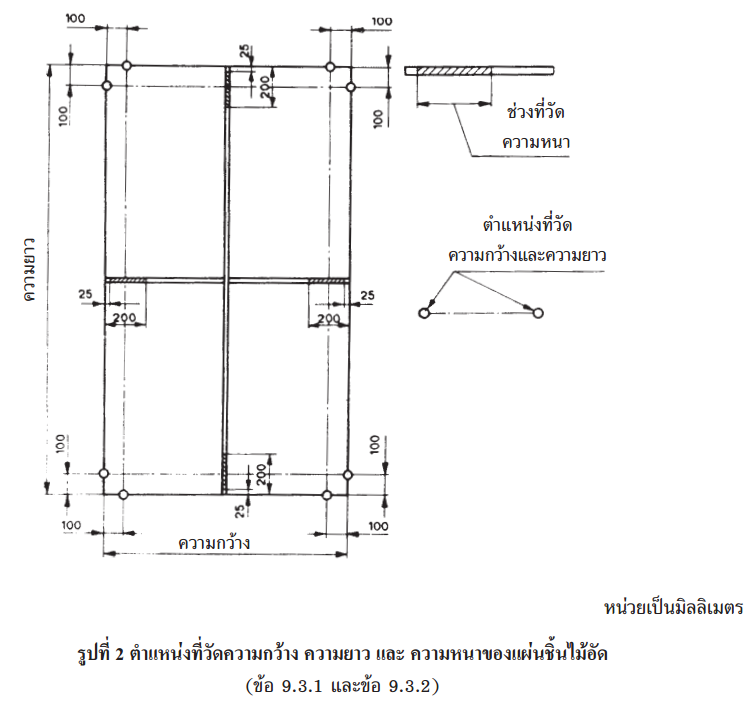 100
100
25
200
100
100
ช่วงที่วัด
ความหนา
ตำแหน่งที่วัด
ความกว้างและความยาว
ความยาว
25
200
25
200
100
100
200
25
100
100
ความกว้าง
หน่วยเป็นมิลลิเมตร
รูปที่ 2 ตำแหน่งที่วัดความกว้าง ความยาว และ ความหนาของแผ่นชิ้นไม้อัด
(ข้อ 9.3.1 และข้อ 9.3.2)